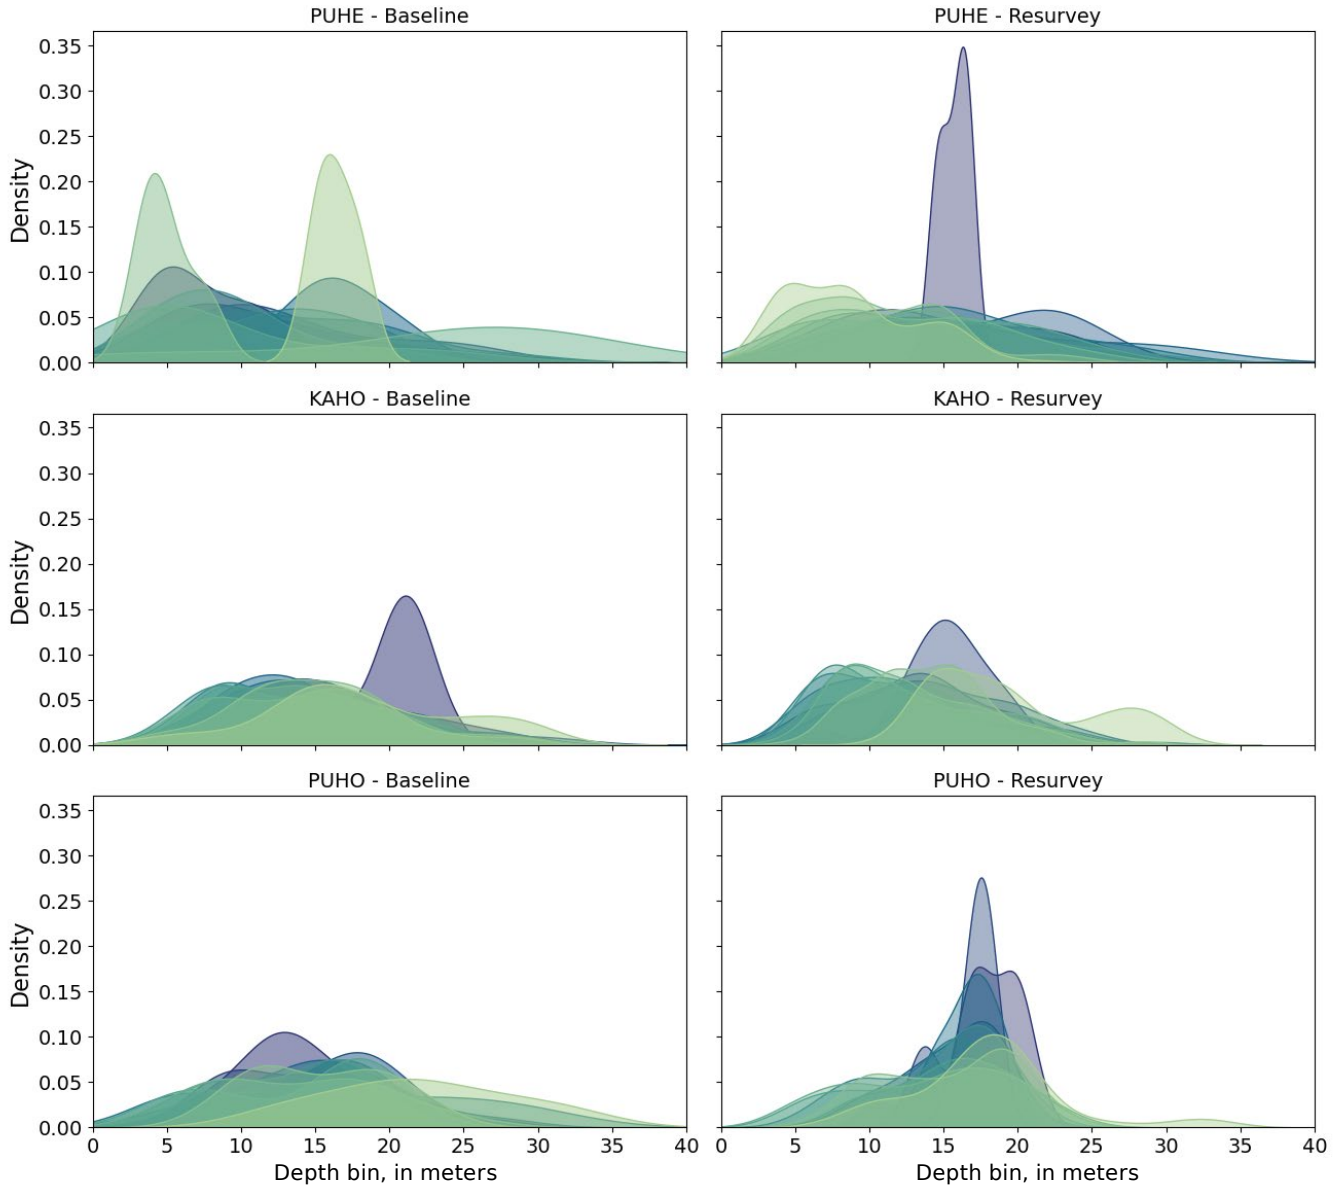 PUHE - Baseline
PUHE - Resurvey
0.35
0.30
0.25
0.20
0.15
0.10
0.05
0.00
Density
KAHO - Baseline
KAHO - Resurvey
0.35
0.30
0.25
0.20
0.15
0.10
0.05
0.00
Density
PUHO - Baseline
PUHO - Resurvey
0.35
0.30
0.25
0.20
0.15
0.10
0.05
0.00
Density
0 5 10 15 20 25 30 35 40
0 5 10 15 20 25 30 35 40
Depth bin, in meters
Depth bin, in meters